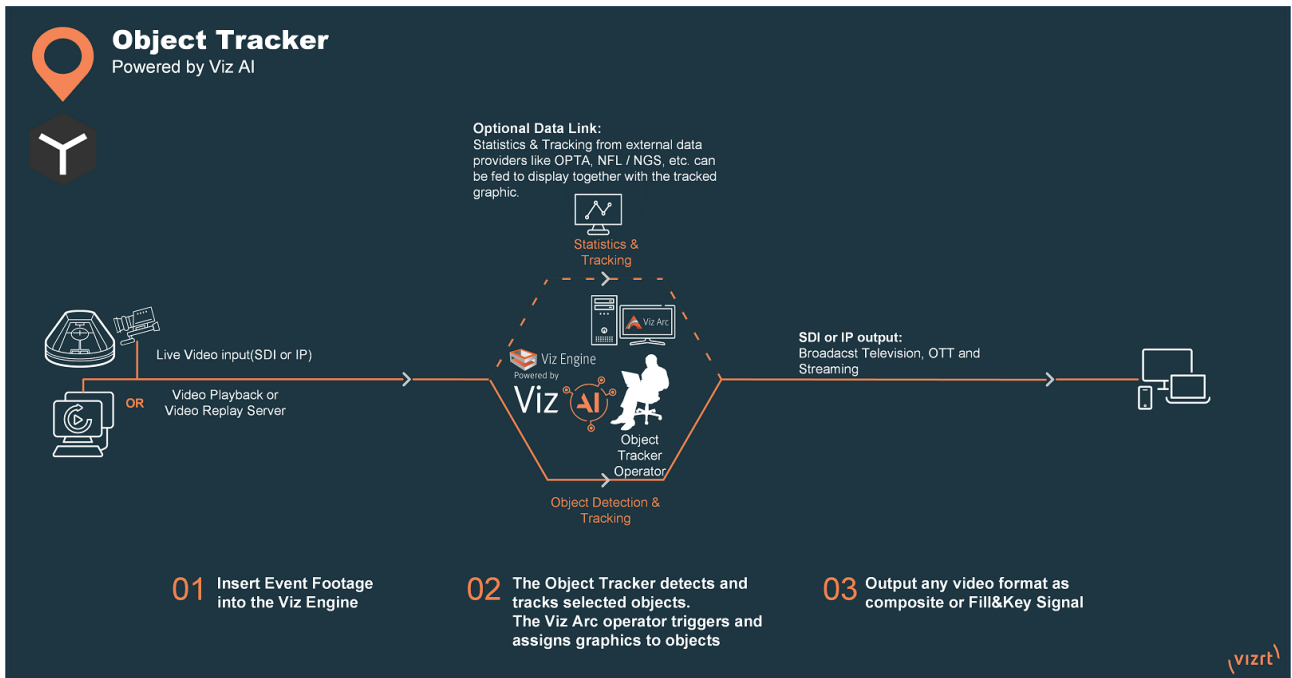 Object Tracker
Powered by Viz AI
Optional Data Link:
Statistics & Tracking from external data
providers like OPTA, NFL / NGS, etc. can
be fed to display together with the tracked
graphic.
Statistics &
Tracking
Viz Arc
Live Video input(SDI or IP)
OR
Video Playback or
Video Replay Server
Viz Engine
Powered by
Viz AI
Object
Tracker
Operator
Object Detection &
Tracking
SDI or IP output:
Broadacst Television, OTT and
Streaming
01
Insert Event Footage
into the Viz Engine
02
The Object Tracker detects and
tracks selected objects.
The Viz Arc operator triggers and
assigns graphics to objects
03
Output any video format as
composite or Fill&Key Signal
vizrt